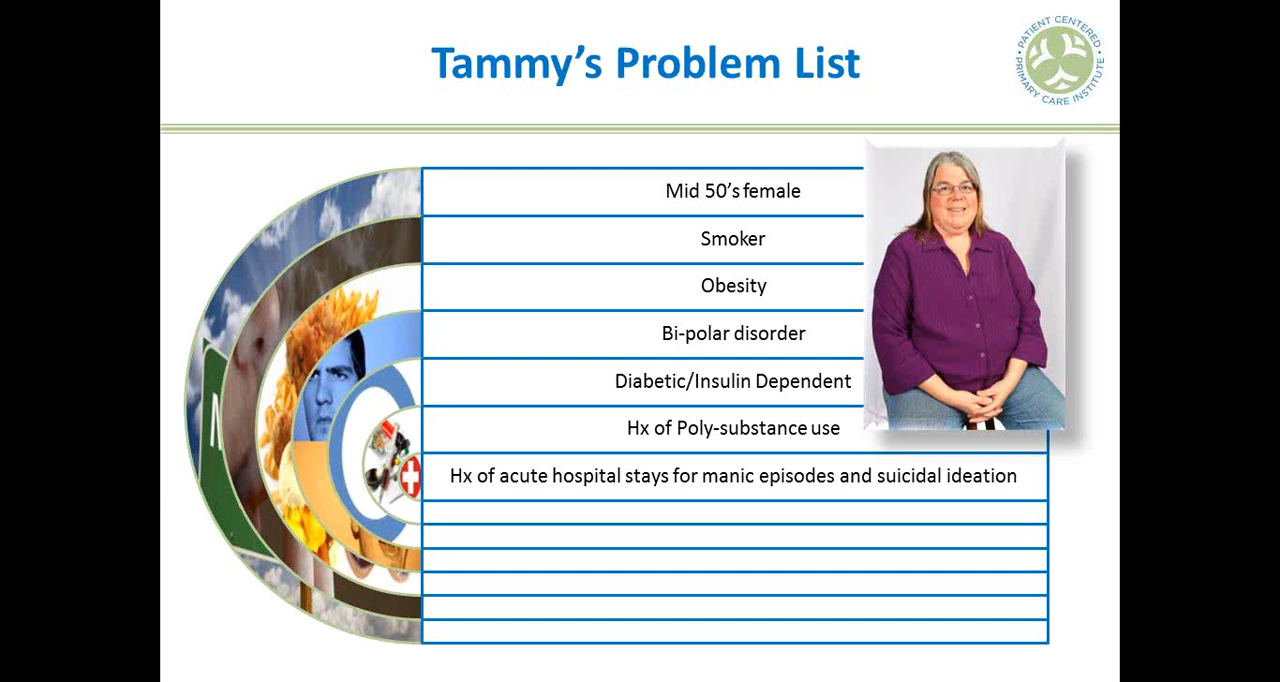 Tammy's Problem List
PATIENT CENTERED
PRIMARY CARE INSTITUTE
Mid 50's female
Smoker
Obesity
Bi-polar disorder
Diabetic/Insulin Dependent
Hx of Poly-substance use
Hx of acute hospital stays for manic episodes and suicidal ideation